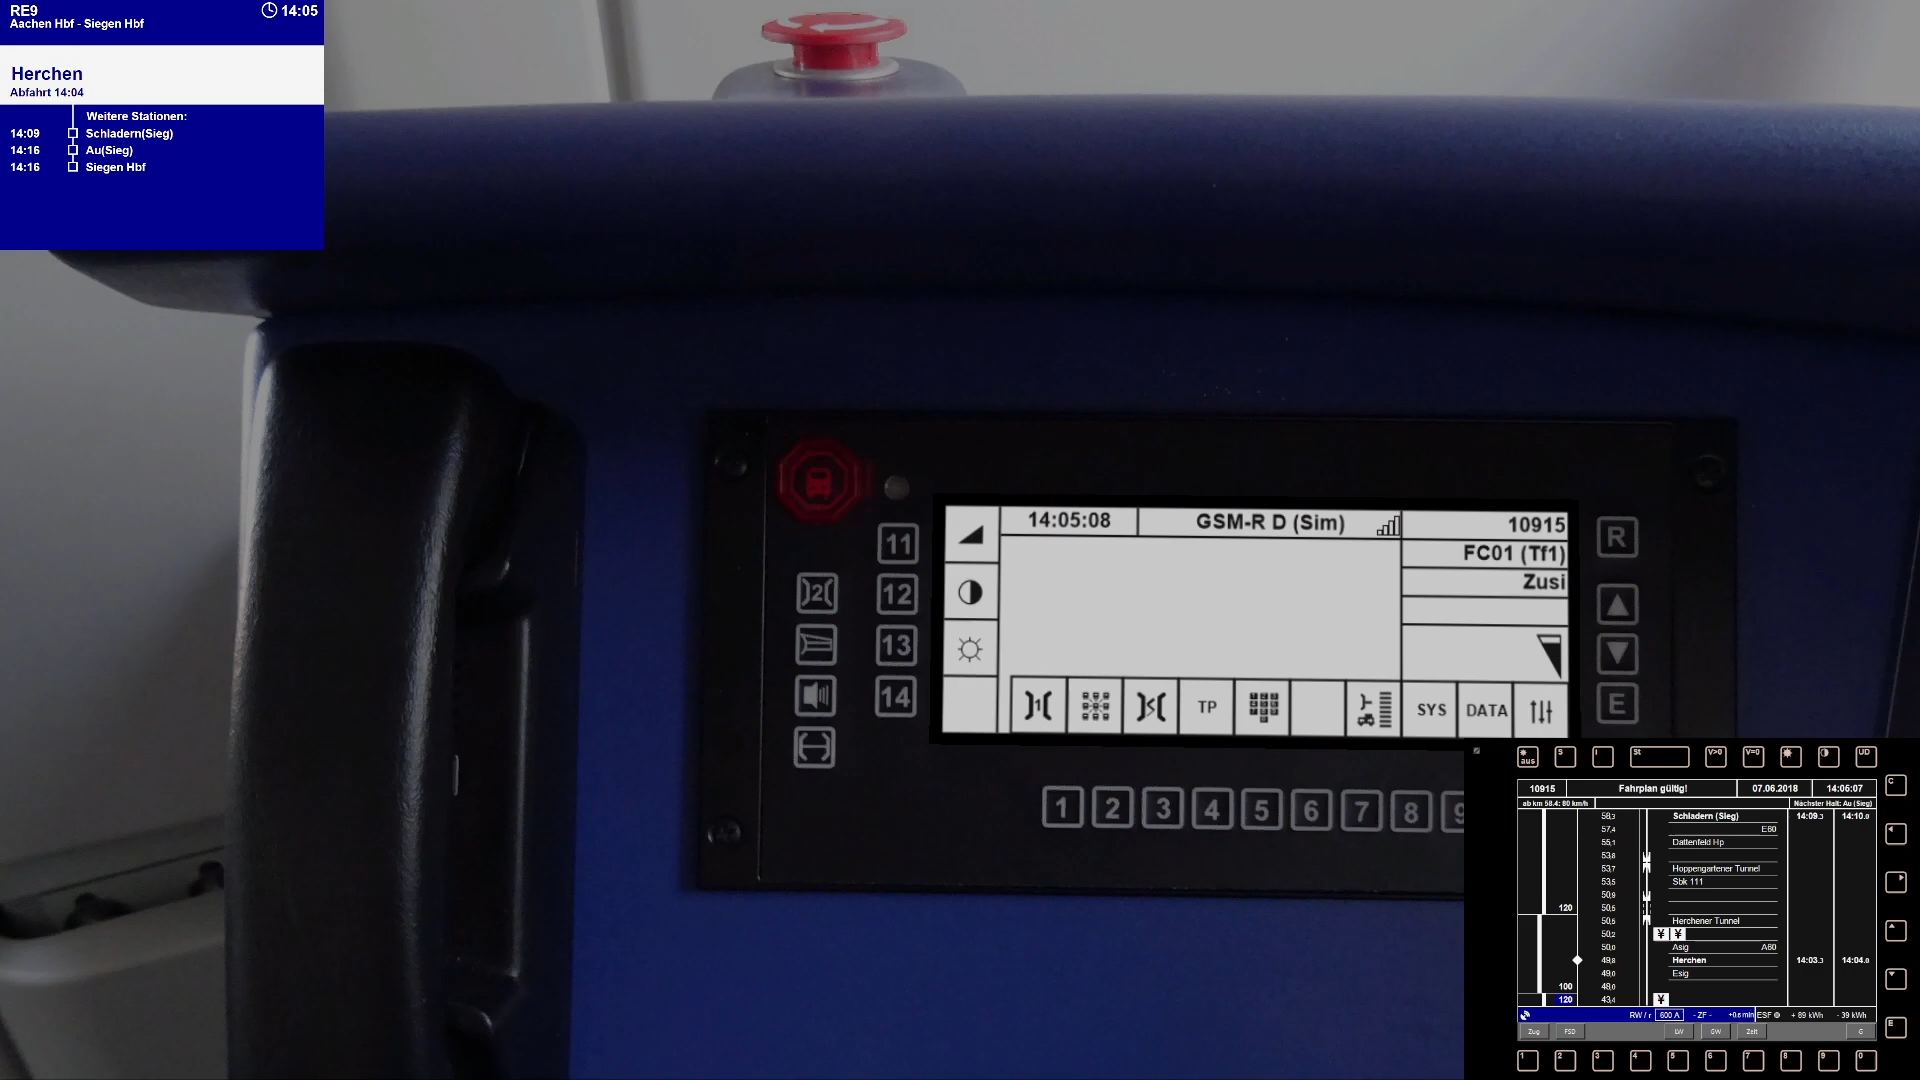 RE9
Aachen Hbf - Siegen Hbf
14:05
Herchen
Abfahrt 14:04
Weitere Stationen:
14:09 Schladern(Sieg)
14:16 Au(Sieg)
14:16 Siegen Hbf
14:05:08 GSM-R D (Sim) 10915
FC01 (Tf1)
Zusi
1 TP SYS DATA
11
12
13
14
2
R
E
1 2 3 4 5 6 7 8 9
aus S I St V>0 V=0 UD
C
E
10915 Fahrplan gültig! 07.06.2018 14:05:07
ab km 58.4: 80 km/h Nächster Halt: Au (Sieg)
58,3 Schladern (Sieg) 14:09.3 14:10.0
57,4 E60
55,1 Dattenfeld Hp
53,8
53,7 Hoppengartener Tunnel
53,5 Sbk 111
50,9
120 50,5
50,5 Herchener Tunnel
50,2 ¥ ¥
50,0 Asig A60
49,8 Herchen 14:03.3 14:04.0
49,0 Esig
100 48,0
120 43,4 ¥
RW / r 600 A - ZF - +0.6 min ESF + 89 kWh - 39 kWh
Zug FSD LW GW Zeit G
1 2 3 4 5 6 7 8 9 0